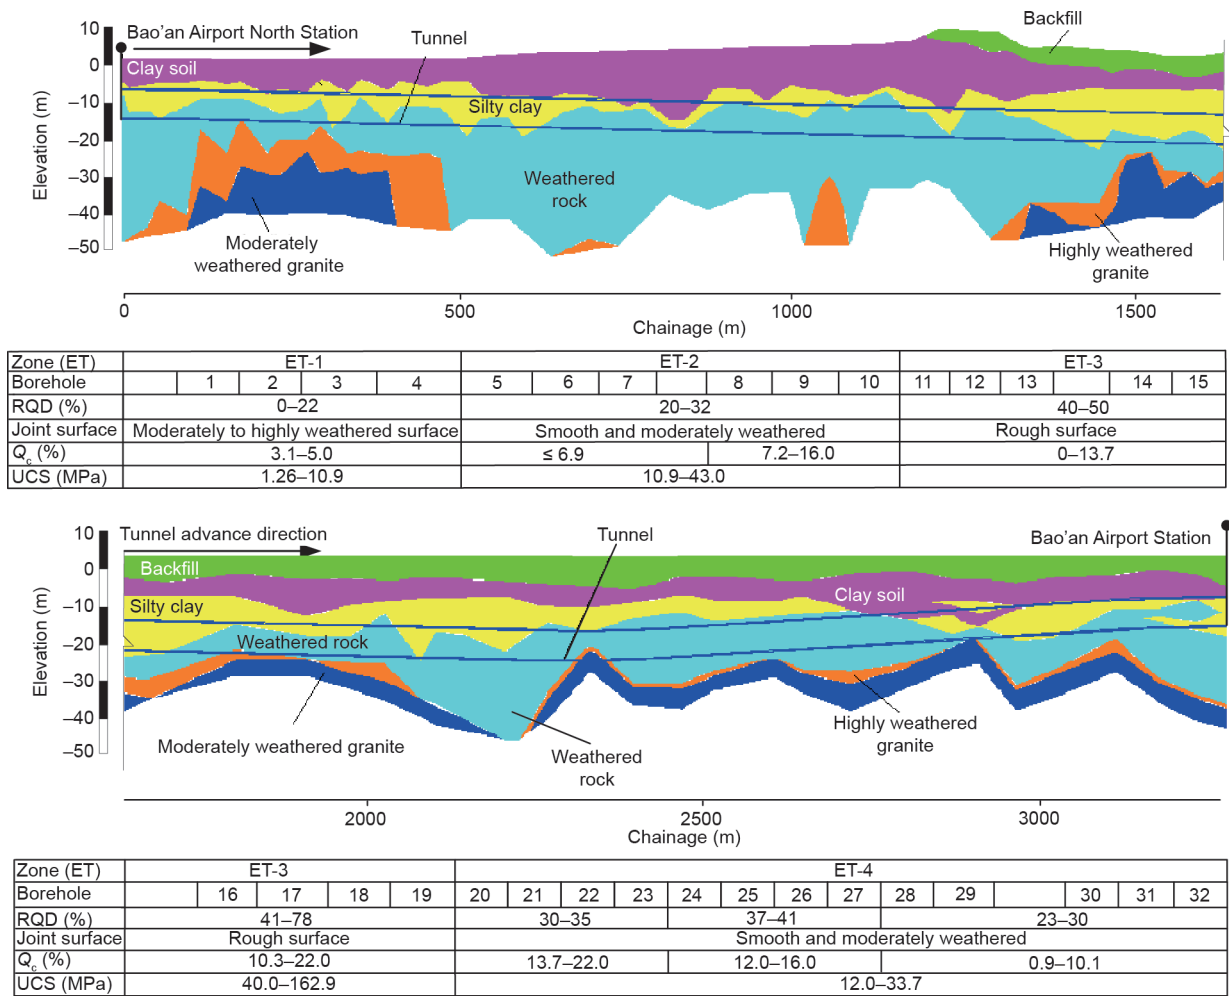 10
0
–10
–20
–30
–40
–50
Elevation (m)
Bao'an Airport North Station
Tunnel
Backfill
Clay soil
Silty clay
Weathered
rock
Moderately
weathered granite
Highly weathered
granite
0 500 1000 1500
Chainage (m)
Zone (ET) ET-1 ET-2 ET-3
Borehole 1 2 3 4 5 6 7 8 9 10 11 12 13 14 15
RQD (%) 0–22 20–32 40–50
Joint surface Moderately to highly weathered surface Smooth and moderately weathered Rough surface
Qc (%) 3.1–5.0 ≤ 6.9 7.2–16.0 0–13.7
UCS (MPa) 1.26–10.9 10.9–43.0
10
0
–10
–20
–30
–40
–50
Elevation (m)
Tunnel advance direction
Tunnel
Bao'an Airport Station
Backfill
Clay soil
Silty clay
Weathered rock
Moderately weathered granite
Weathered
rock
Highly weathered
granite
2000 2500 3000
Chainage (m)
Zone (ET) ET-3 ET-4
Borehole 16 17 18 19 20 21 22 23 24 25 26 27 28 29 30 31 32
RQD (%) 41–78 30–35 37–41 23–30
Joint surface Rough surface Smooth and moderately weathered
Qc (%) 10.3–22.0 13.7–22.0 12.0–16.0 0.9–10.1
UCS (MPa) 40.0–162.9 12.0–33.7